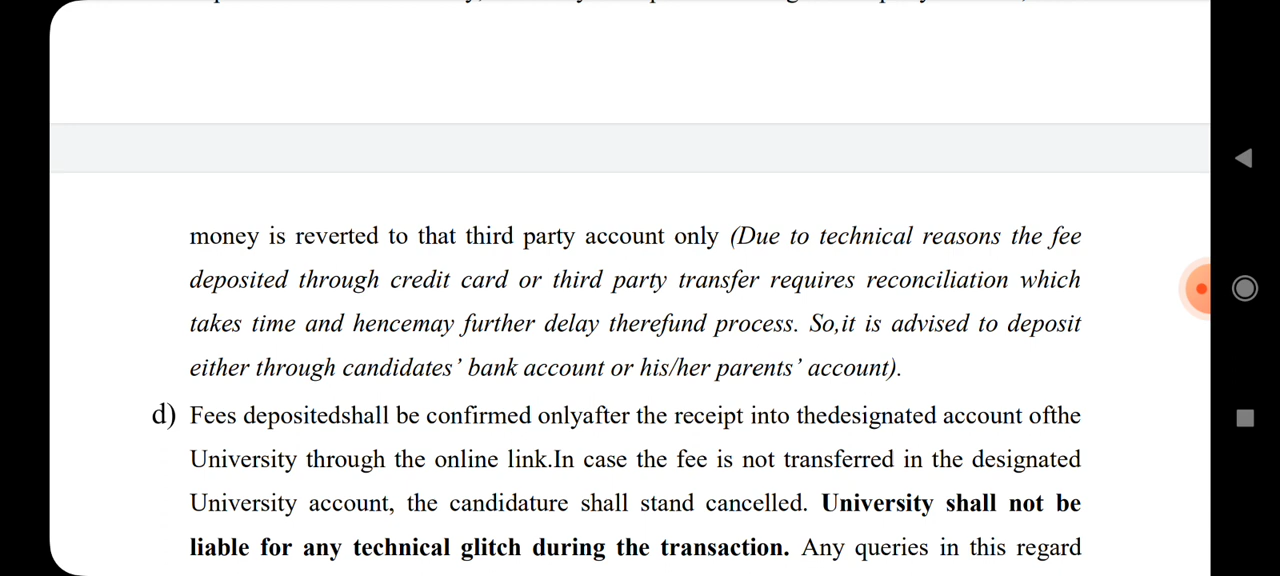 money is reverted to that third party account only (Due to technical reasons the fee
deposited through credit card or third party transfer requires reconciliation which
takes time and hencemay further delay therefund process. So,it is advised to deposit
either through candidates’ bank account or his/her parents’ account).
d) Fees depositedshall be confirmed onlyafter the receipt into thedesignated account ofthe
University through the online link.In case the fee is not transferred in the designated
University account, the candidature shall stand cancelled. University shall not be
liable for any technical glitch during the transaction. Any queries in this regard